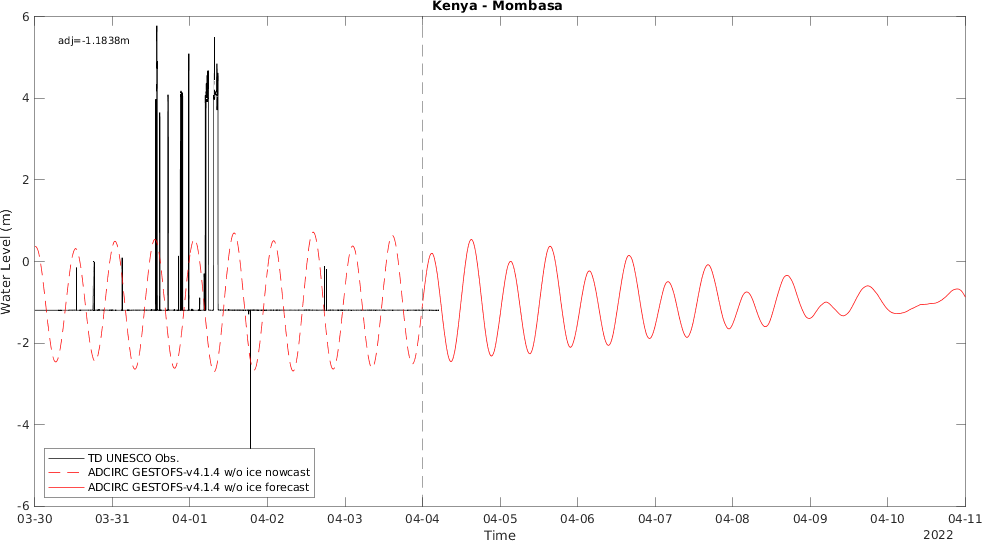 Kenya - Mombasa
adj=-1.1838m
6
4
2
0
-2
-4
-6
Water Level (m)
TD UNESCO Obs.
ADCIRC GESTOFS-v4.1.4 w/o ice nowcast
ADCIRC GESTOFS-v4.1.4 w/o ice forecast
03-30 03-31 04-01 04-02 04-03 04-04 04-05 04-06 04-07 04-08 04-09 04-10 04-11
Time
2022